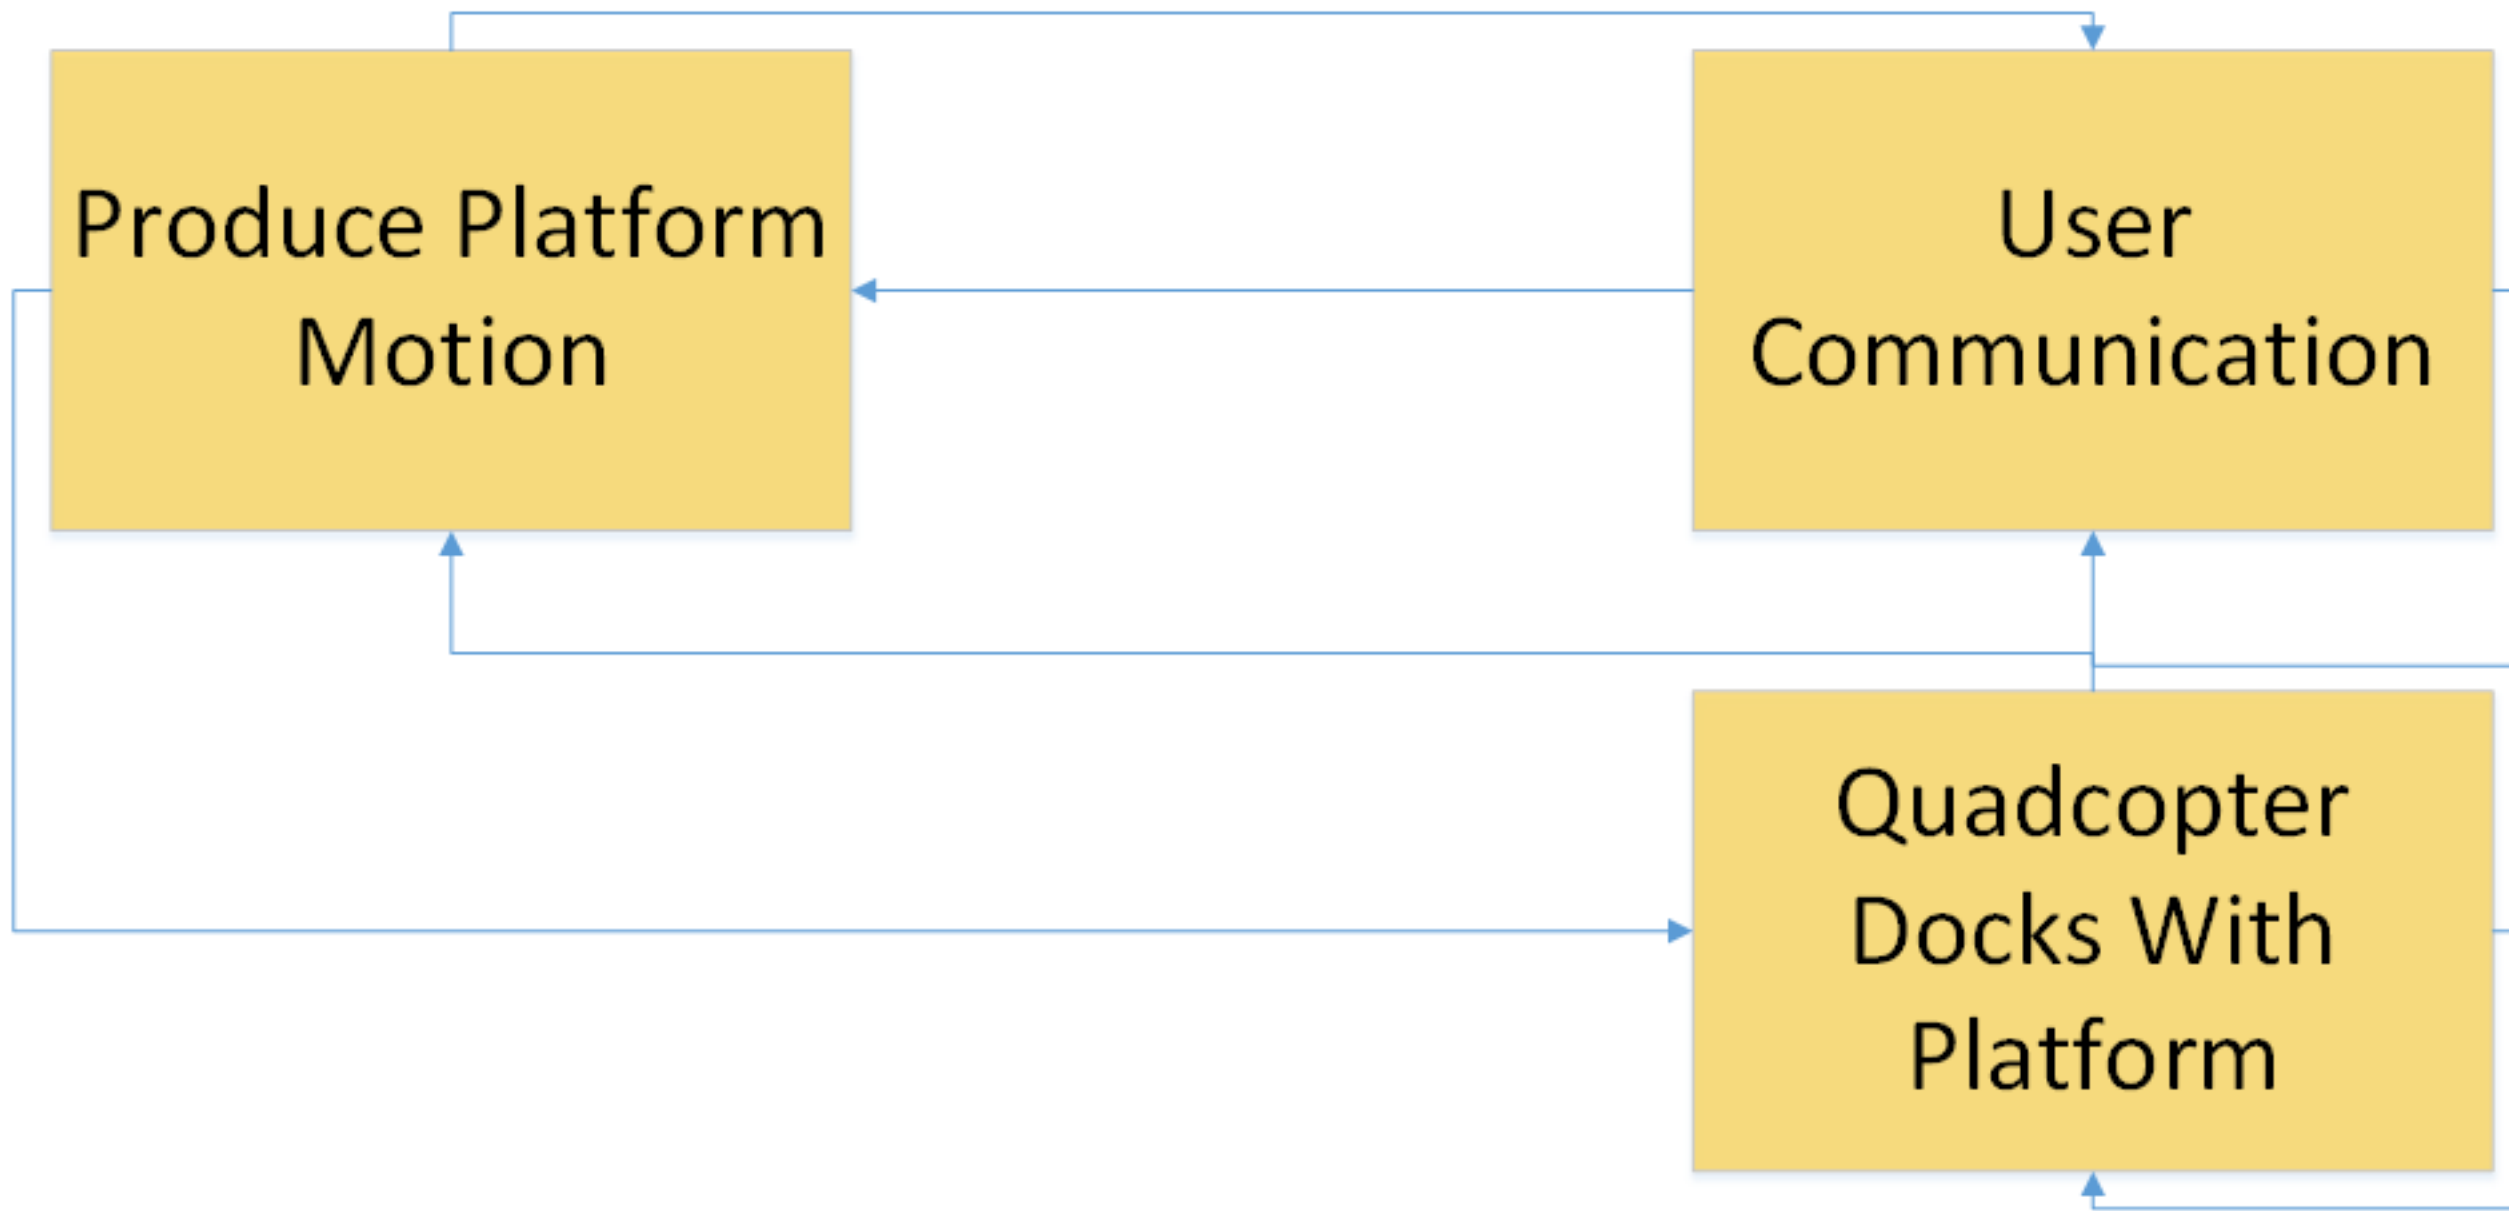 Produce Platform
Motion
User
Communication
Quadcopter
Docks With
Platform